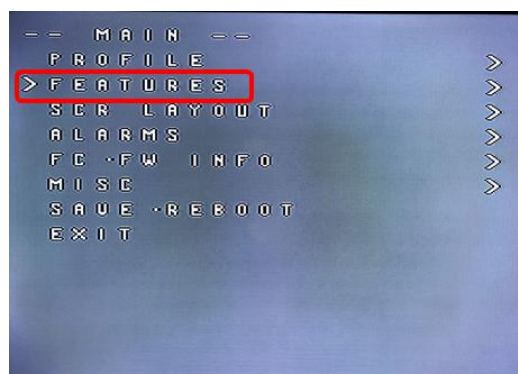 -- MAIN --
PROFILE >
> FEATURES >
SCR LAYOUT >
ALARMS >
FC-FW INFO >
MISC >
SAVE-REBOOT
EXIT